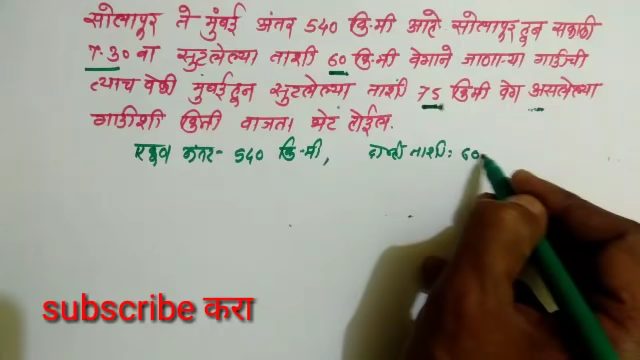 सोलापूर ते मुंबई अंतर 540 कि.मी आहे सोलापूर हून सकाळी
7.30 वा सुटलेल्या ताशी 60 कि.मी वेगाने जाणाऱ्या गाडीची
त्याच वेळी मुंबईहून सुटलेल्या ताशी 75 किमी वेग असलेल्या
गाडीशी किती वाजता भेट होईल.
एकूण अंतर - 540 कि.मी, दोन्ही ताशी: 60
subscribe करा